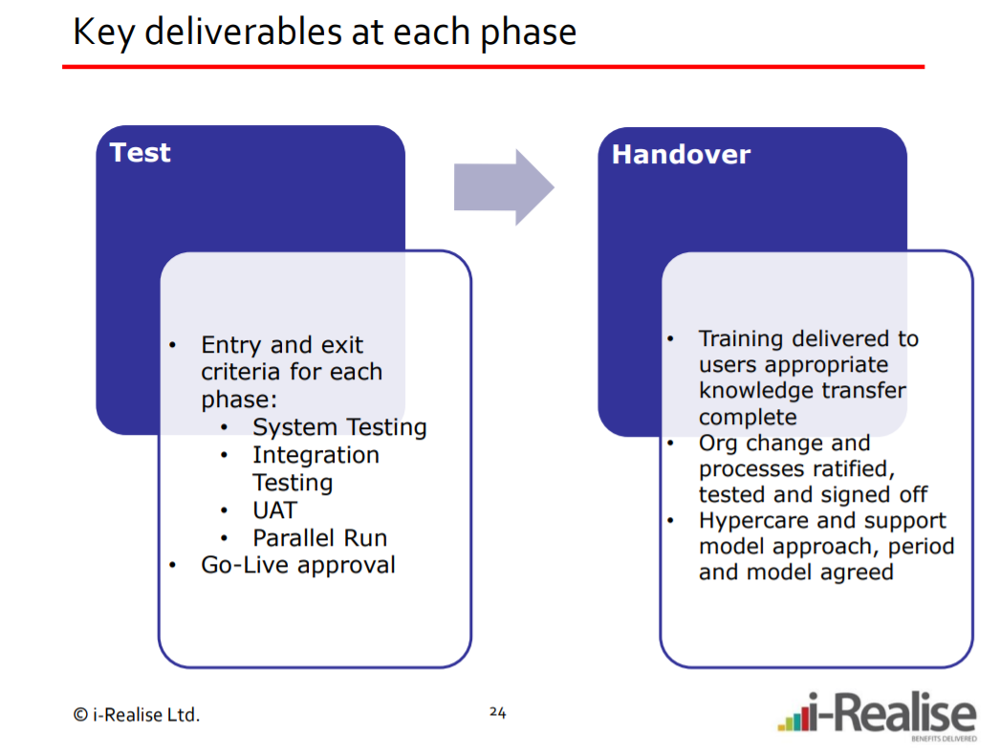 Key deliverables at each phase
Test
• Entry and exit
criteria for each
phase:
• System Testing
• Integration
Testing
• UAT
• Parallel Run
• Go-Live approval
Handover
• Training delivered to
users appropriate
knowledge transfer
complete
• Org change and
processes ratified,
tested and signed off
• Hypercare and support
model approach, period
and model agreed
© i-Realise Ltd.
24
i-Realise
BENEFITS DELIVERED